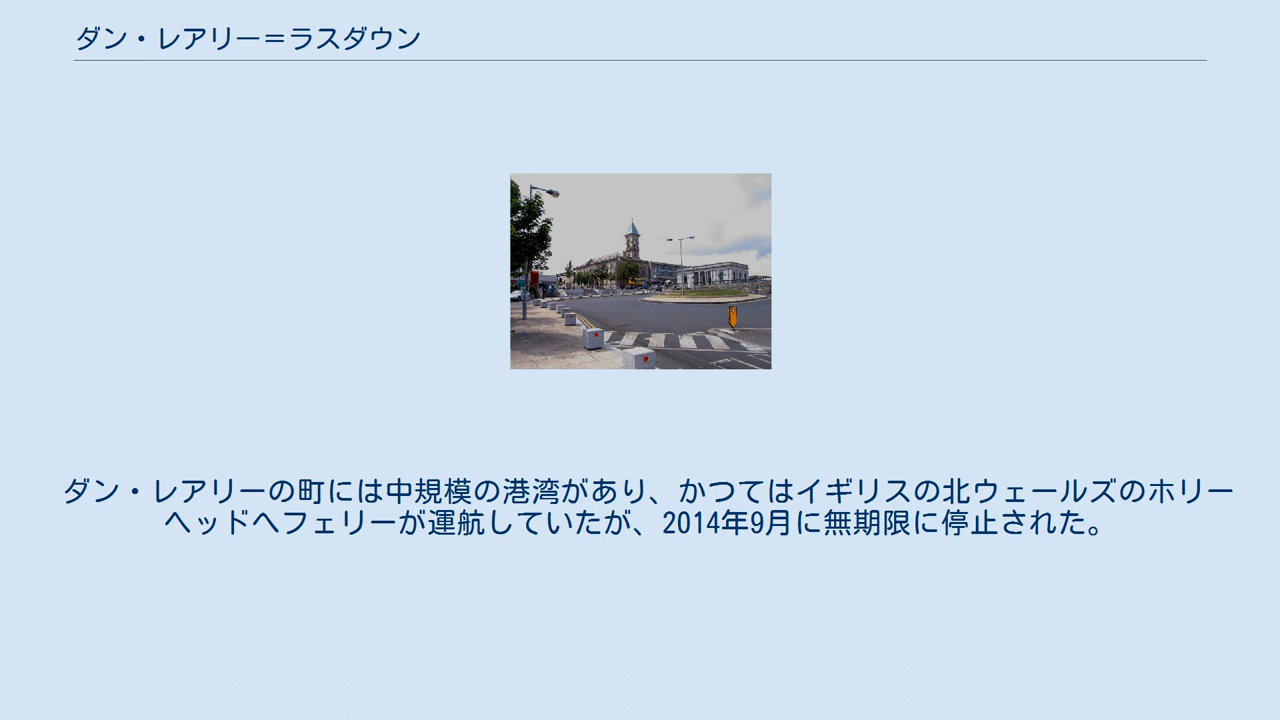 ダン・レアリー＝ラスダウン
ダン・レアリーの町には中規模の港湾があり、かつてはイギリスの北ウェールズのホリー
ヘッドへフェリーが運航していたが、2014年9月に無期限に停止された。